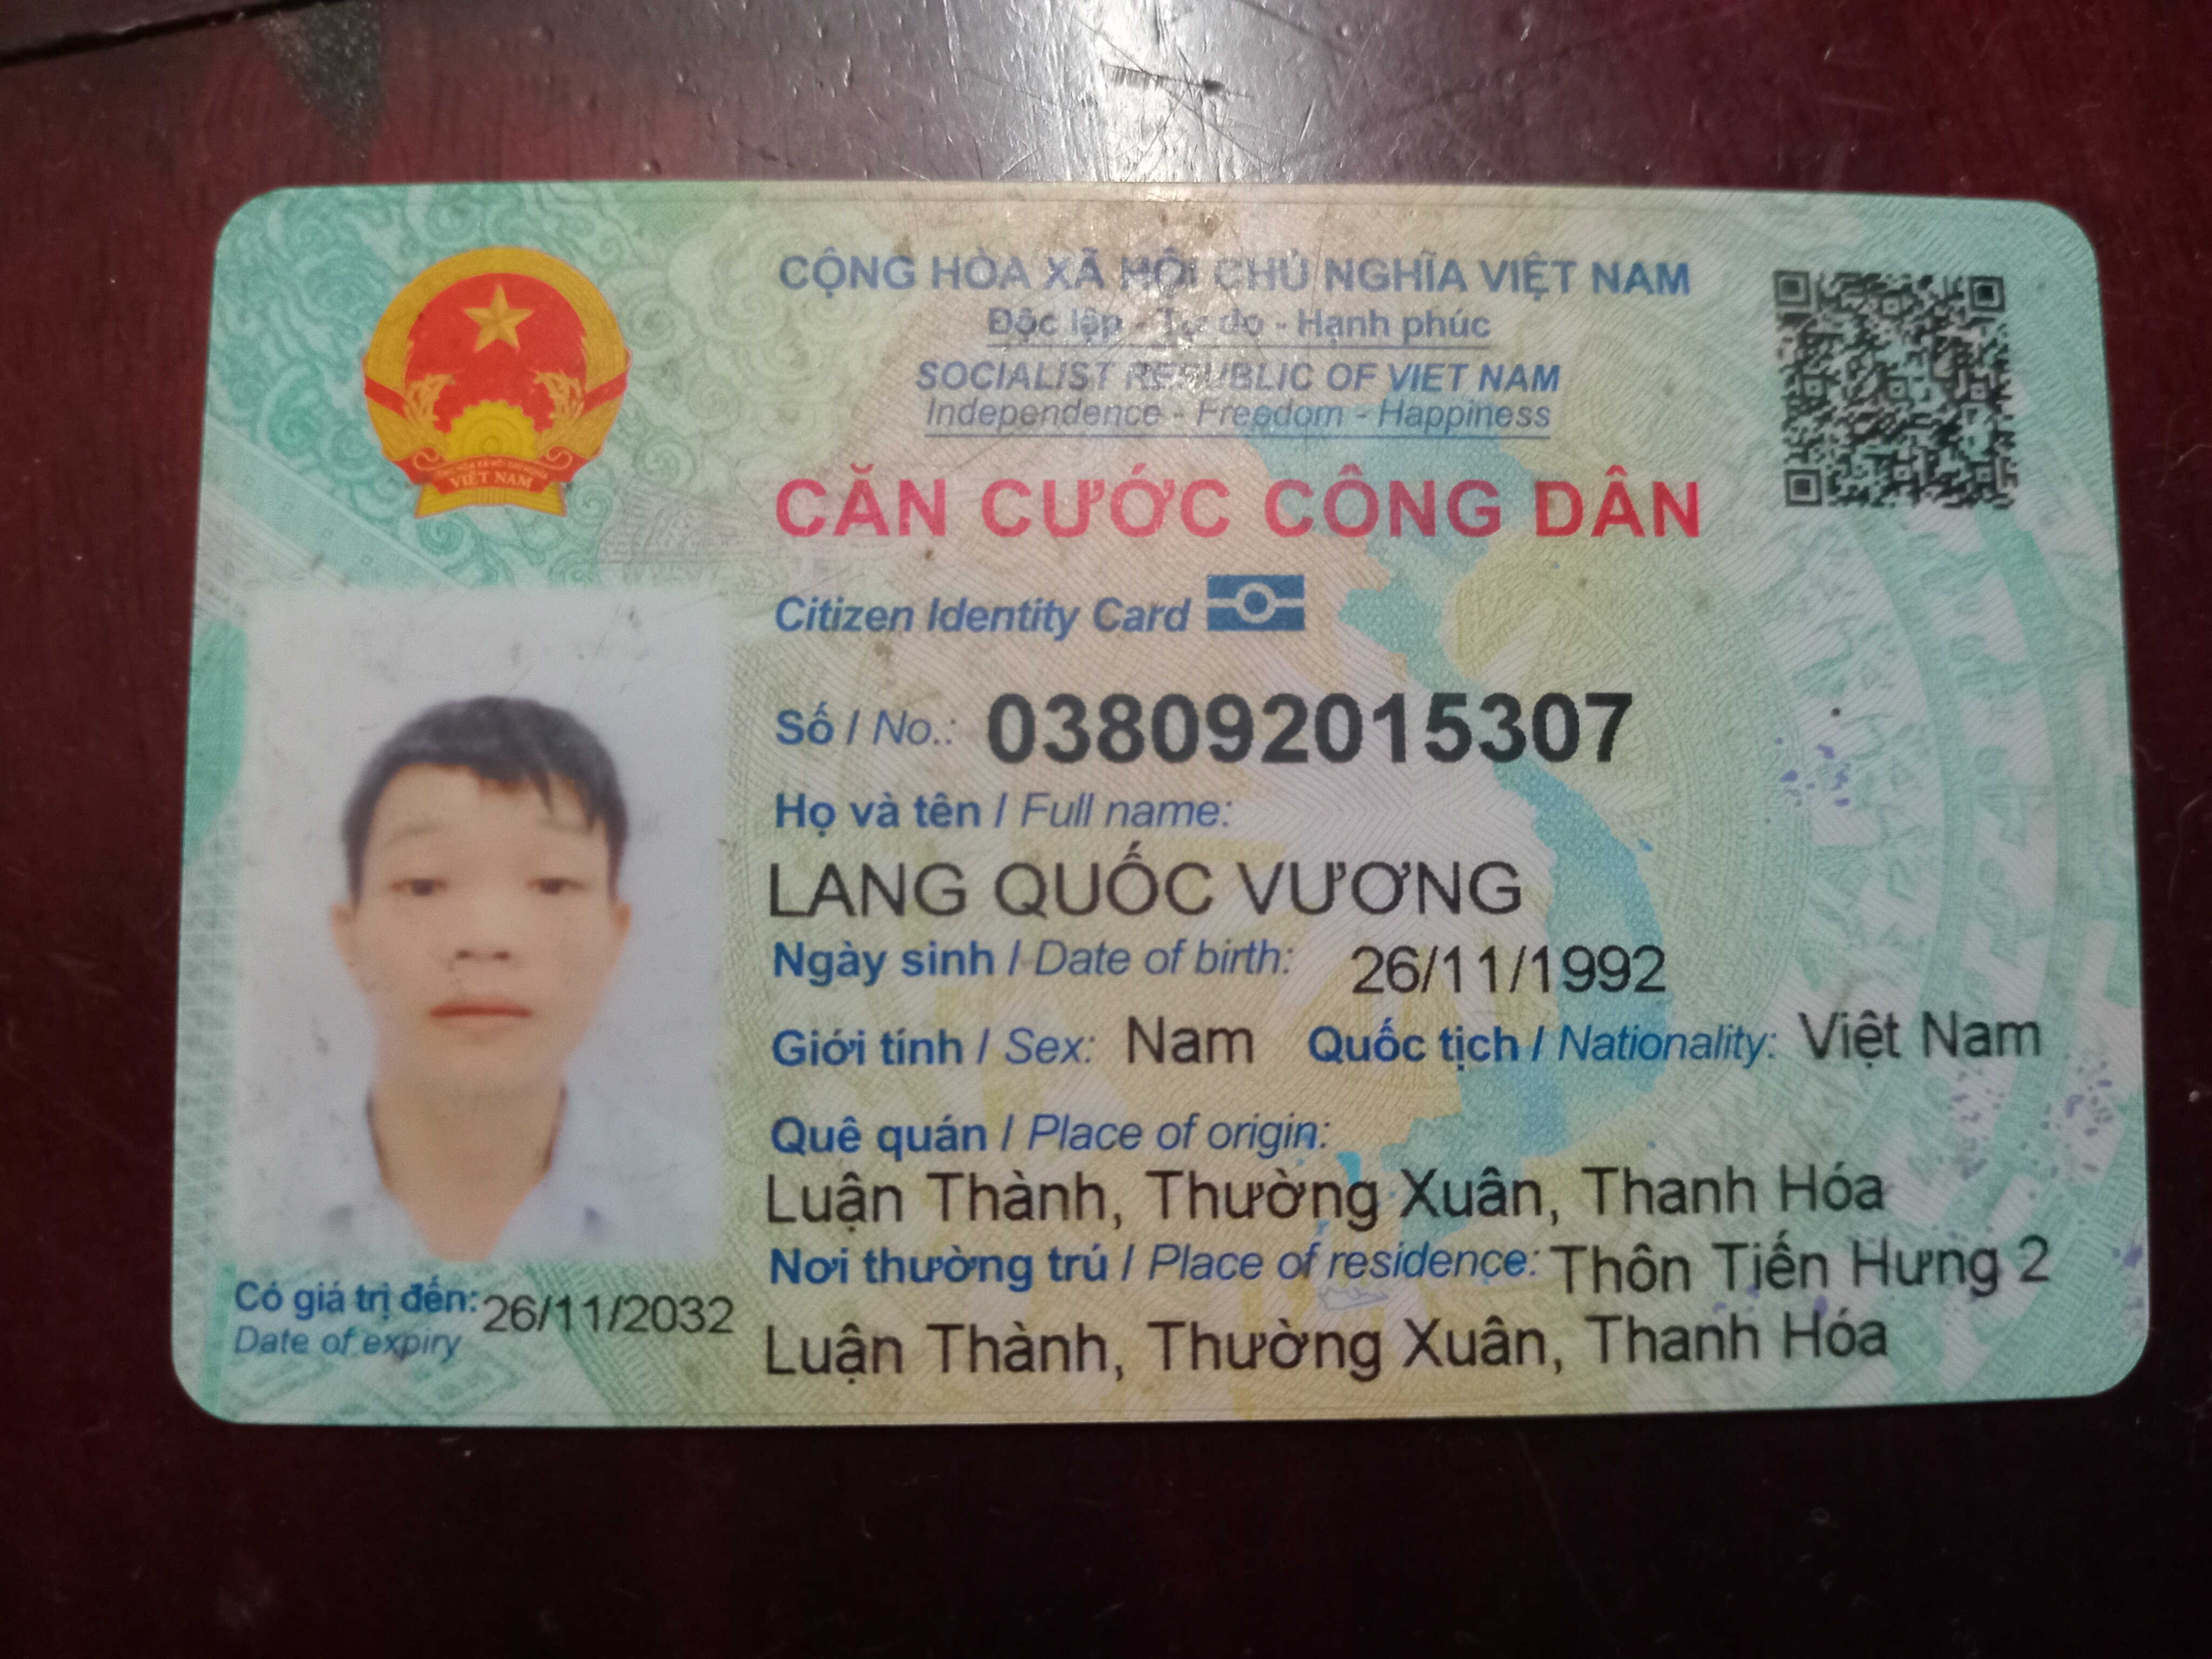 CỘNG HÒA XÃ HỘI CHỦ NGHĨA VIỆT NAM
Độc lập - Tự do - Hạnh phúc
SOCIALIST REPUBLIC OF VIET NAM
Independence - Freedom - Happiness
VIỆT NAM
CĂN CƯỚC CÔNG DÂN
Citizen Identity Card
Số / No.: 038092015307
Họ và tên / Full name:
LANG QUỐC VƯƠNG
Ngày sinh / Date of birth: 26/11/1992
Giới tính / Sex: Nam Quốc tịch / Nationality: Việt Nam
Quê quán / Place of origin:
Luận Thành, Thường Xuân, Thanh Hóa
Nơi thường trú / Place of residence: Thôn Tiến Hưng 2
Luận Thành, Thường Xuân, Thanh Hóa
Có giá trị đến: 26/11/2032
Date of expiry